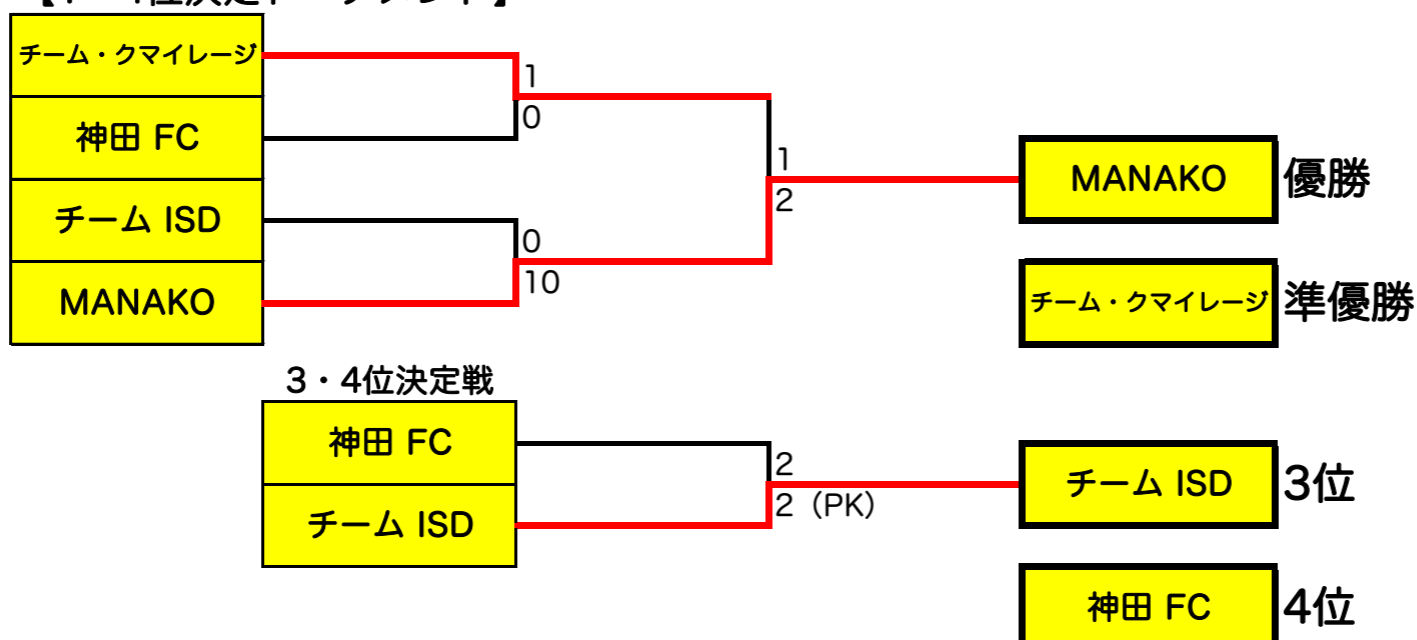 チーム・クマイレージ
1
神田 FC
0
1
MANAKO 優勝
チーム ISD
2
0
MANAKO
10
チーム・クマイレージ 準優勝
3・4位決定戦
神田 FC
2
チーム ISD 3位
チーム ISD
2（PK）
神田 FC 4位